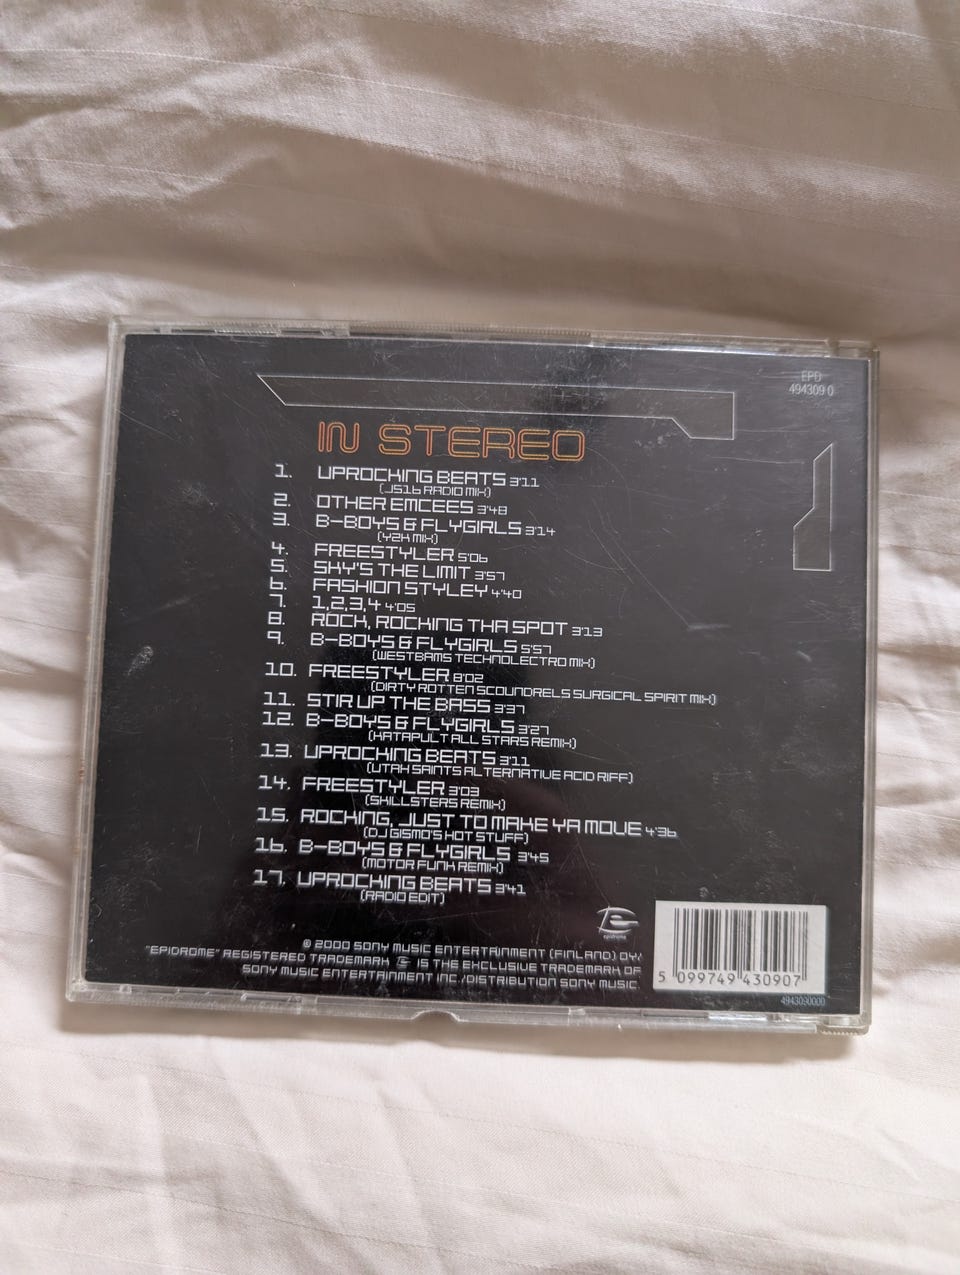 EPD
494309 0
IN STEREO
1. UPROCKING BEATS 3'11
(JS16 RADIO MIX)
2. OTHER EMCEES 3'48
3. B-BOYS & FLYGIRLS 3'14
(Y2K MIX)
4. FREESTYLER 5'06
5. SKY'S THE LIMIT 3'57
6. FASHION STYLEY 4'40
7. 1,2,3,4 4'05
8. ROCK, ROCKING THA SPOT 3'13
9. B-BOYS & FLYGIRLS 5'57
(WESTBAMS TECHNOLECTRO MIX)
10. FREESTYLER 8'02
(DIRTY ROTTEN SCOUNDRELS SURGICAL SPIRIT MIX)
11. STIR UP THE BASS 3'37
12. B-BOYS & FLYGIRLS 3'27
(KATAPULT ALL STARS REMIX)
13. UPROCKING BEATS 3'11
(UTAH SAINTS ALTERNATIVE ACID RIFF)
14. FREESTYLER 3'03
(SKILLSTERS REMIX)
15. ROCKING, JUST TO MAKE YA MOVE 4'36
(DJ GISMO'S HOT STUFF)
16. B-BOYS & FLYGIRLS 3'45
(MOTOR FUNK REMIX)
17. UPROCKING BEATS 3'41
(RADIO EDIT)
epidrome
© 2000 SONY MUSIC ENTERTAINMENT (FINLAND) OY/
"EPIDROME" REGISTERED TRADEMARK IS THE EXCLUSIVE TRADEMARK OF
SONY MUSIC ENTERTAINMENT INC./DISTRIBUTION SONY MUSIC.
5 099749 430907
4943090000